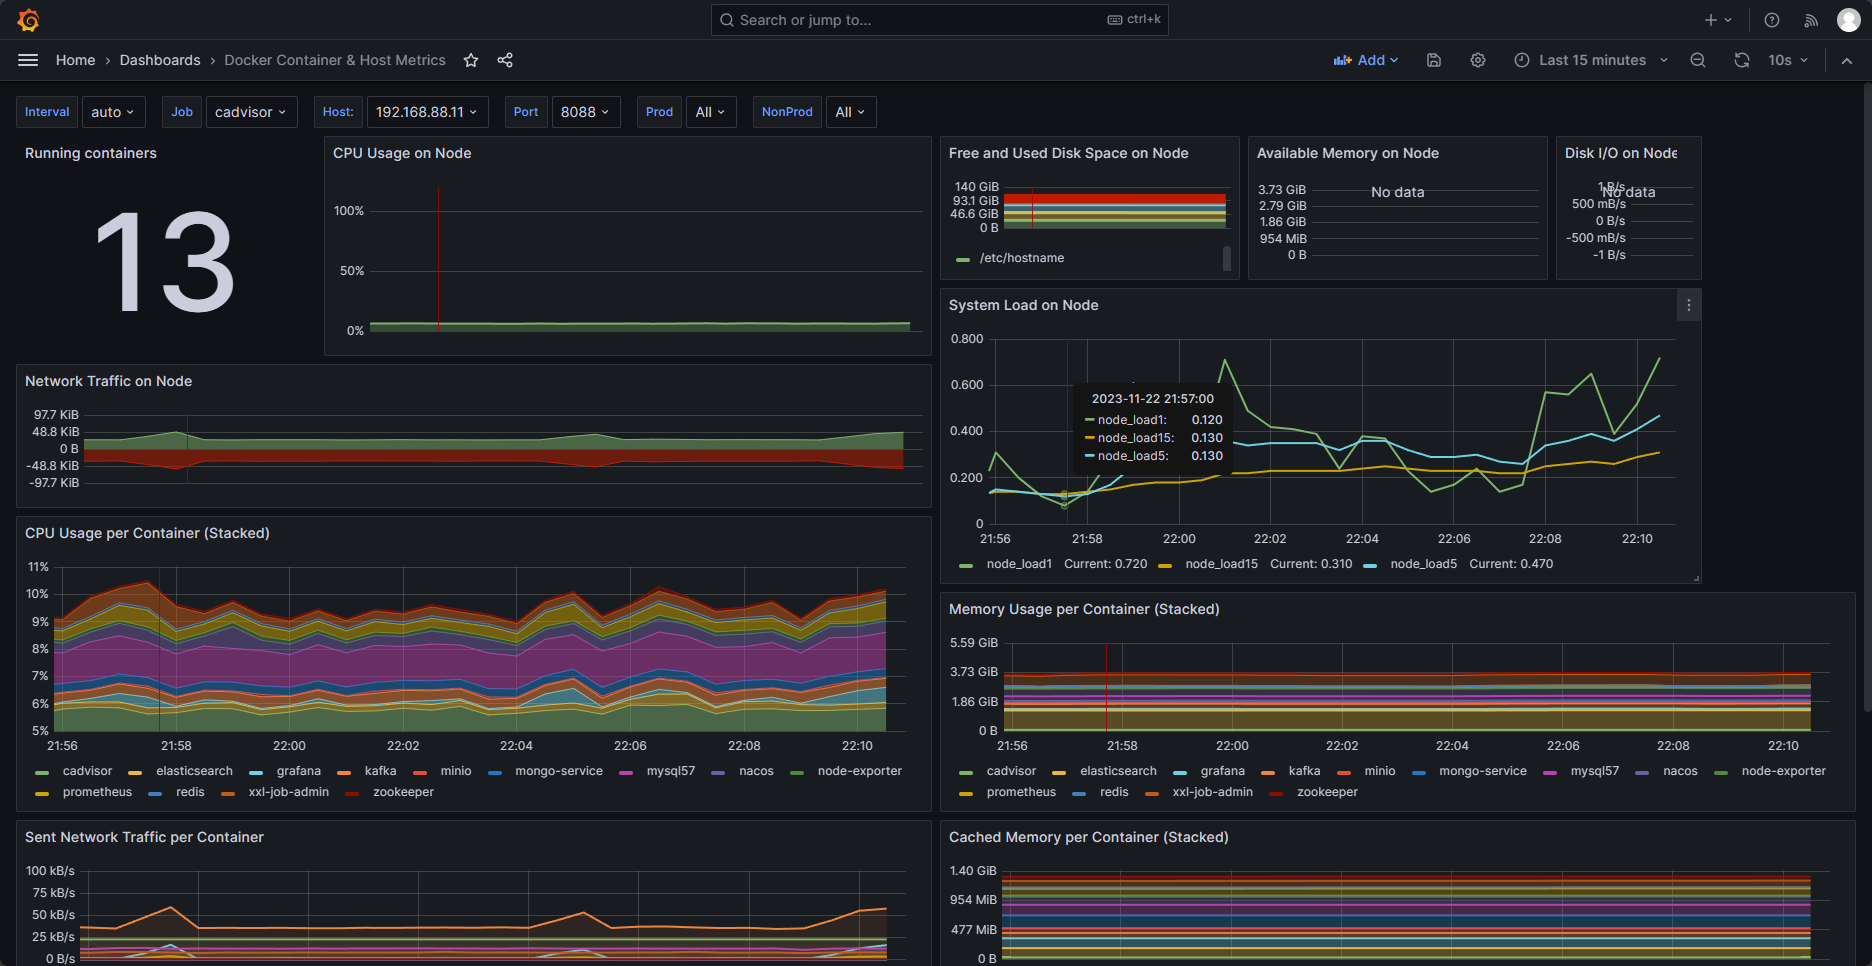 Search or jump to... ctrl+k
Home › Dashboards › Docker Container & Host Metrics
Add
Last 15 minutes
10s
Interval auto Job cadvisor Host: 192.168.88.11 Port 8088 Prod All NonProd All
Running containers
13
CPU Usage on Node
100%
50%
0%
Free and Used Disk Space on Node
140 GiB
93.1 GiB
46.6 GiB
0 B
/etc/hostname
Available Memory on Node
No data
3.73 GiB
2.79 GiB
1.86 GiB
954 MiB
0 B
Disk I/O on Node
No data
1 B/s
500 mB/s
0 B/s
-500 mB/s
-1 B/s
Network Traffic on Node
97.7 KiB
48.8 KiB
0 B
-48.8 KiB
-97.7 KiB
System Load on Node
0.800
0.600
0.400
0.200
0
2023-11-22 21:57:00
node_load1: 0.120
node_load15: 0.130
node_load5: 0.130
21:56 21:58 22:00 22:02 22:04 22:06 22:08 22:10
node_load1 Current: 0.720 node_load15 Current: 0.310 node_load5 Current: 0.470
CPU Usage per Container (Stacked)
11%
10%
9%
8%
7%
6%
5%
21:56 21:58 22:00 22:02 22:04 22:06 22:08 22:10
cadvisor elasticsearch grafana kafka minio mongo-service mysql57 nacos node-exporter
prometheus redis xxl-job-admin zookeeper
Memory Usage per Container (Stacked)
5.59 GiB
3.73 GiB
1.86 GiB
0 B
21:56 21:58 22:00 22:02 22:04 22:06 22:08 22:10
cadvisor elasticsearch grafana kafka minio mongo-service mysql57 nacos node-exporter
prometheus redis xxl-job-admin zookeeper
Sent Network Traffic per Container
100 kB/s
75 kB/s
50 kB/s
25 kB/s
0 B/s
Cached Memory per Container (Stacked)
1.40 GiB
954 MiB
477 MiB
0 B